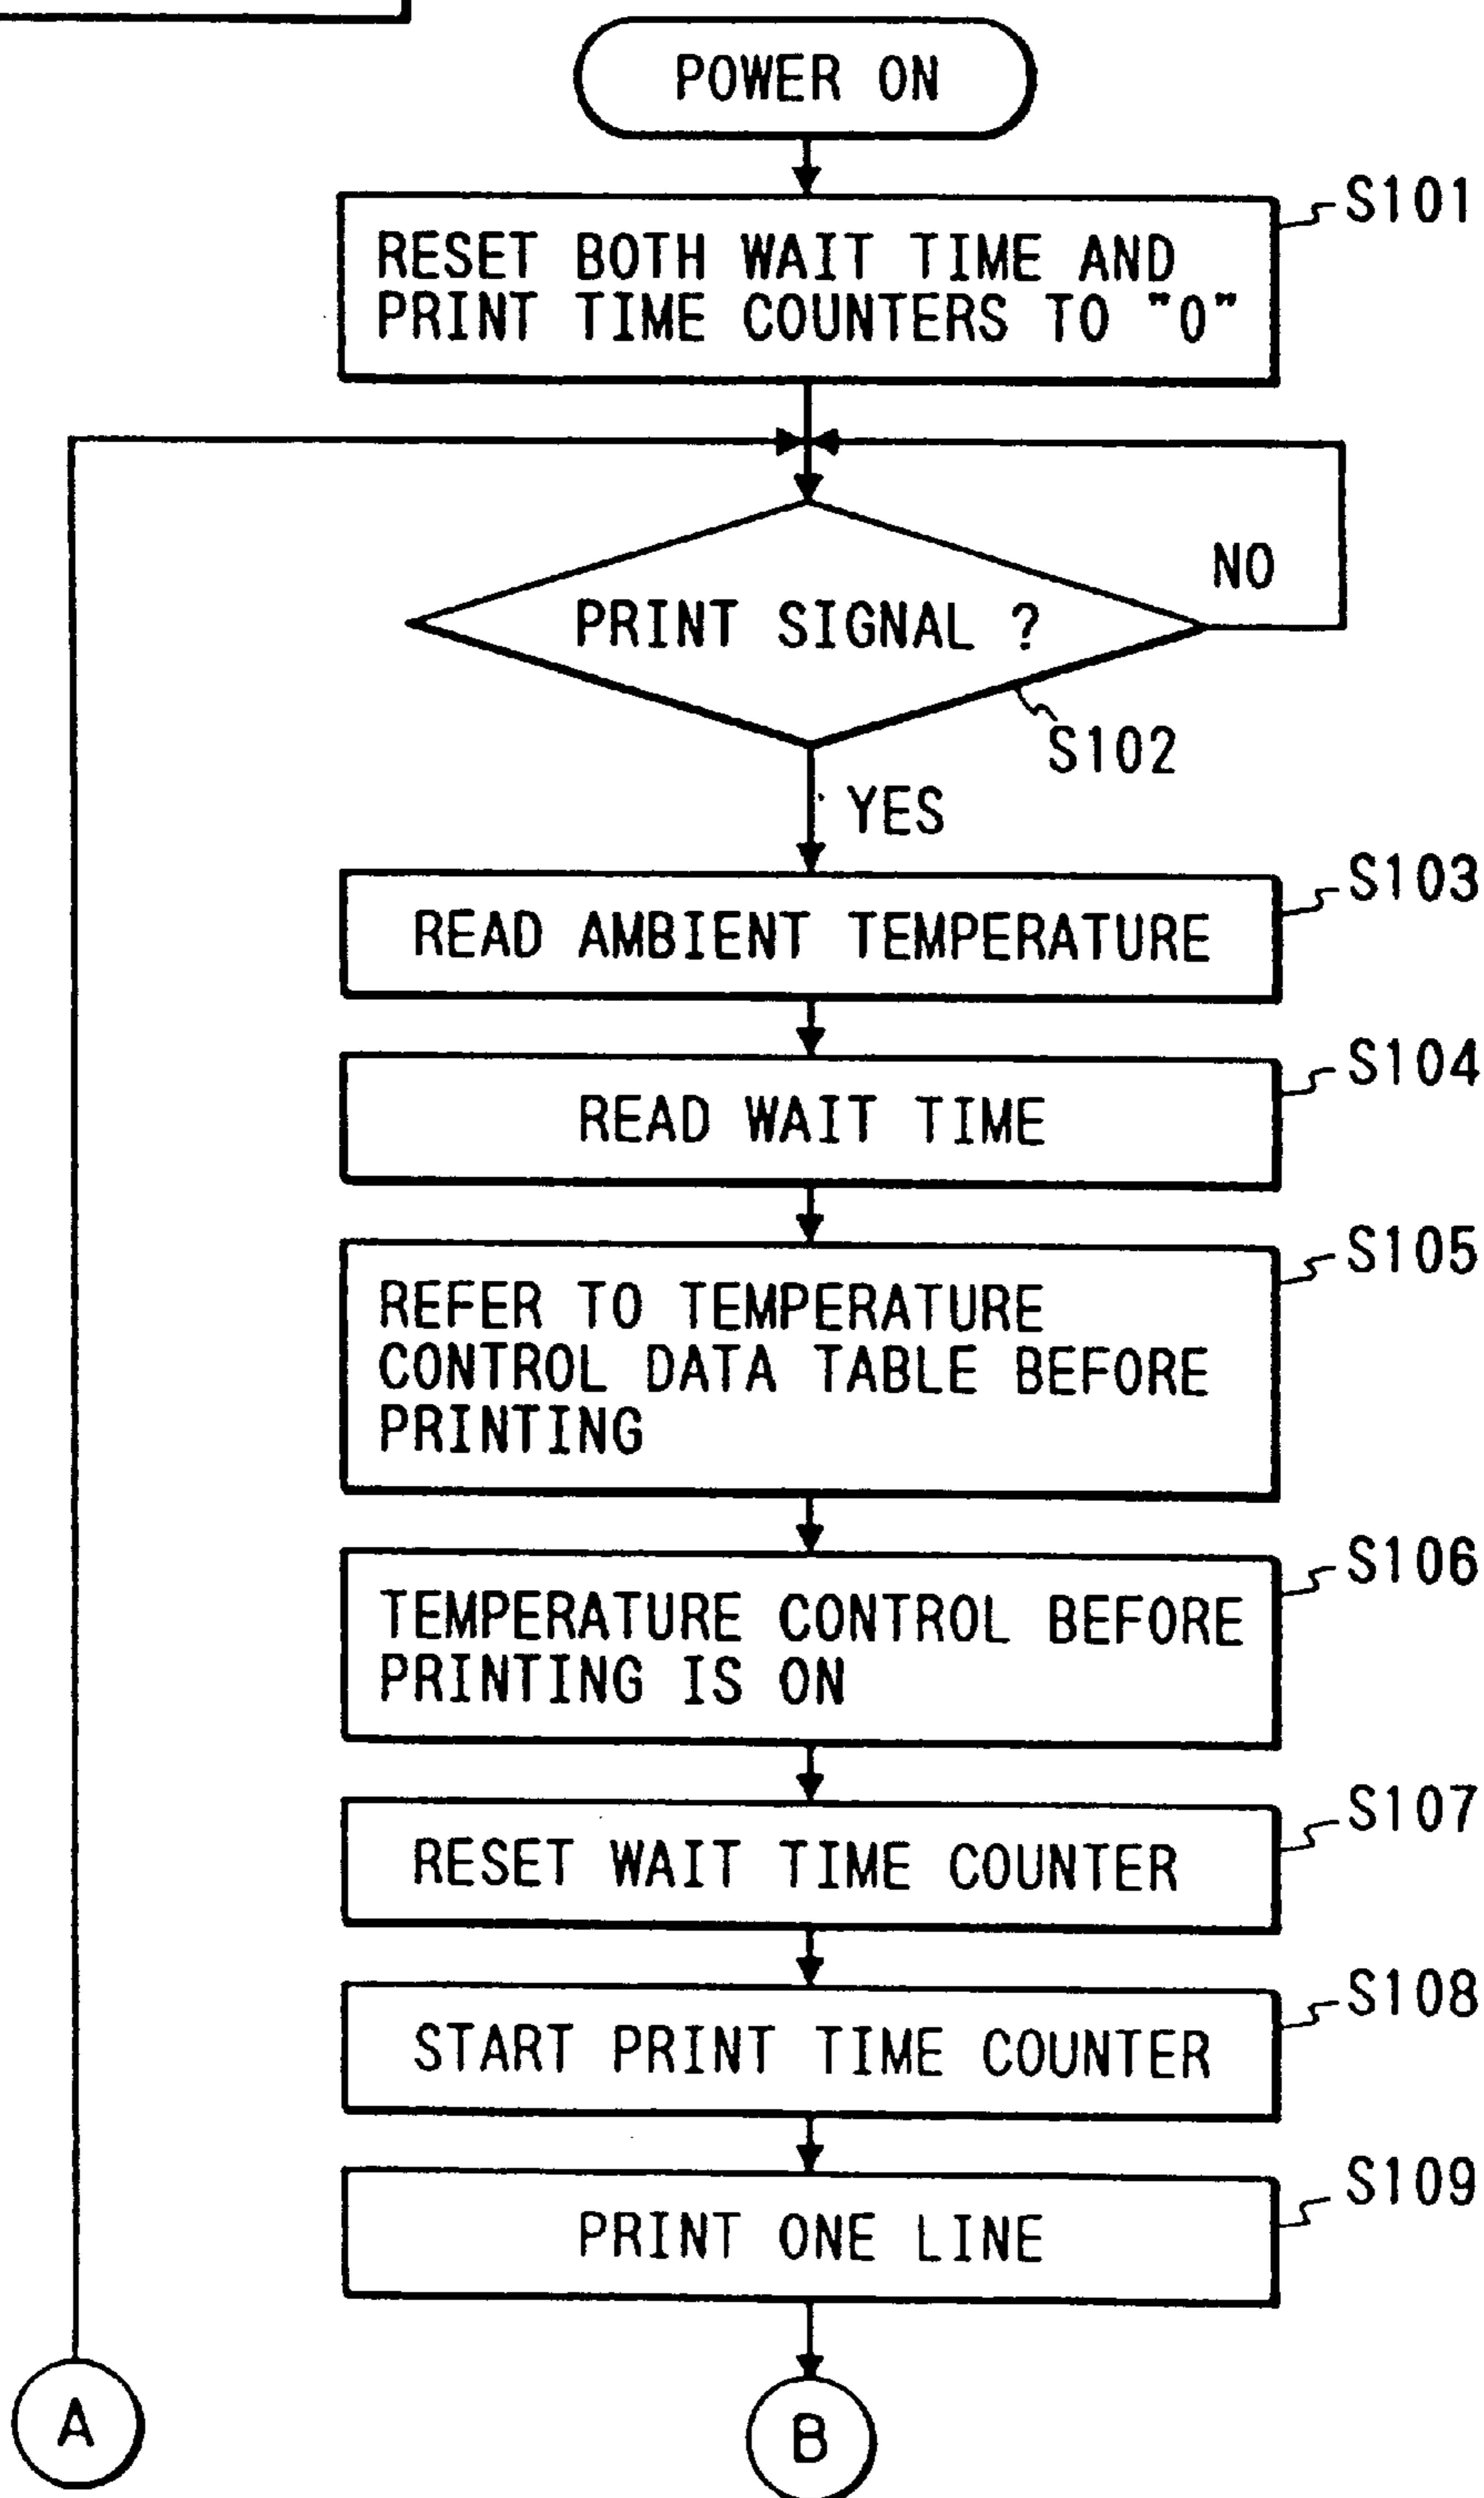 POWER ON
S101
RESET BOTH WAIT TIME AND
PRINT TIME COUNTERS TO "0"
NO
PRINT SIGNAL ?
S102
YES
S103
READ AMBIENT TEMPERATURE
S104
READ WAIT TIME
S105
REFER TO TEMPERATURE
CONTROL DATA TABLE BEFORE
PRINTING
S106
TEMPERATURE CONTROL BEFORE
PRINTING IS ON
S107
RESET WAIT TIME COUNTER
S108
START PRINT TIME COUNTER
S109
PRINT ONE LINE
A
B